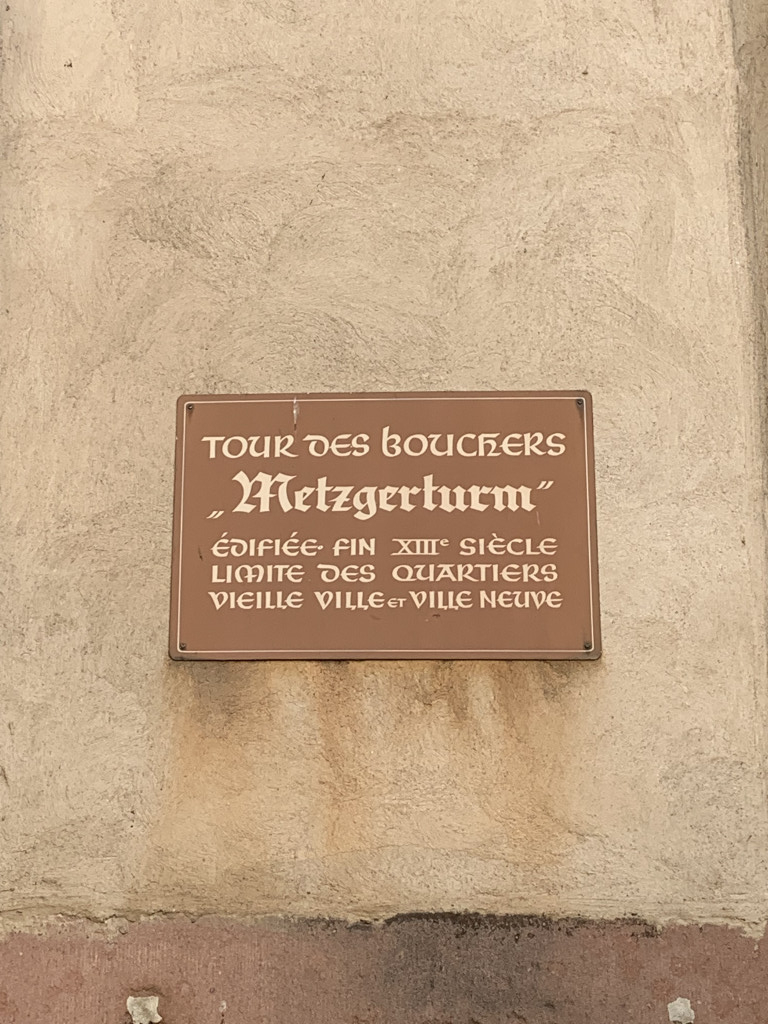 TOUR DES BOUCHERS
„Metzgerturm”
ÉDIFIÉE· FIN XIIIe SIÈCLE
LIMITE DES QUARTIERS
VIEILLE VILLE ET VILLE NEUVE